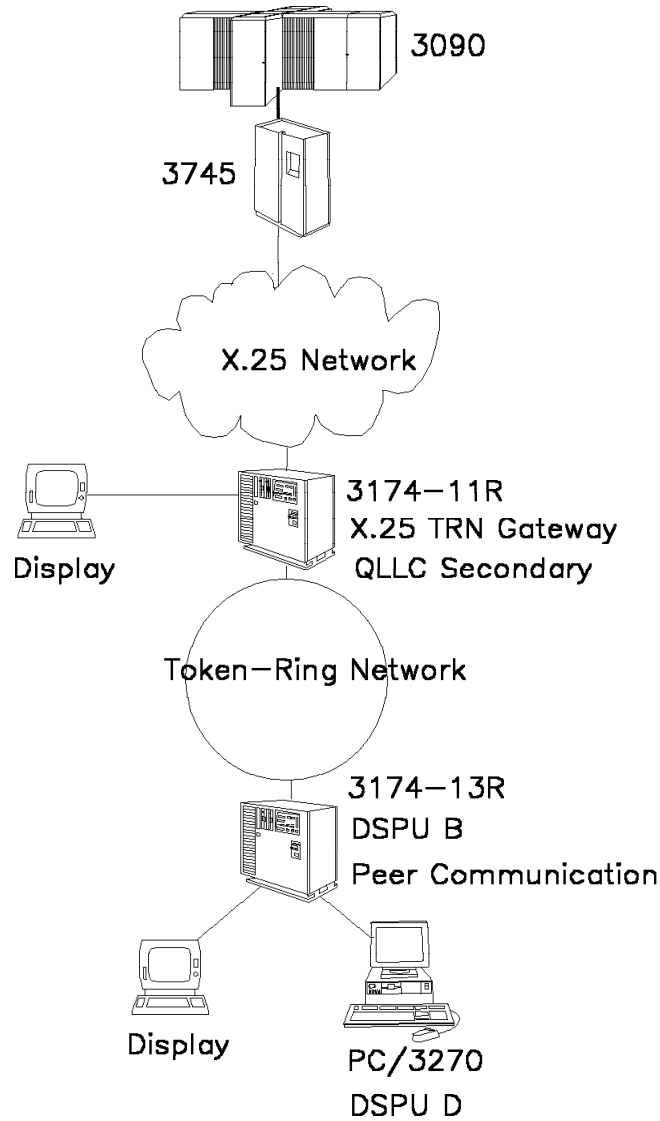 3090
3745
X.25 Network
3174-11R
X.25 TRN Gateway
QLLC Secondary
Display
Token-Ring Network
3174-13R
DSPU B
Peer Communication
Display
PC/3270
DSPU D